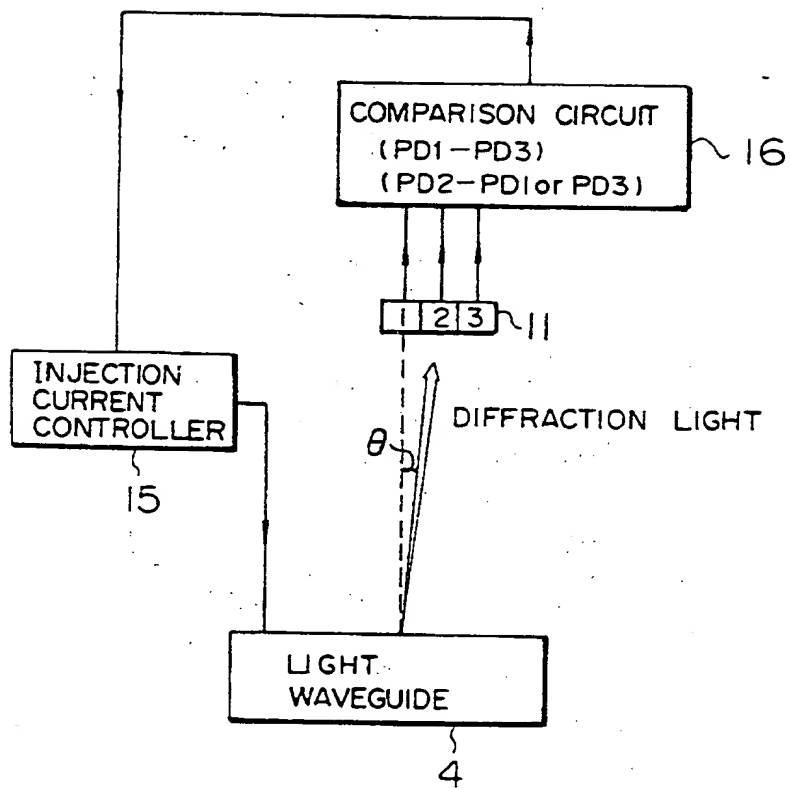 COMPARISON CIRCUIT
(PD1-PD3)
(PD2-PD1 or PD3)
16
1 2 3
11
INJECTION
CURRENT
CONTROLLER
15
DIFFRACTION LIGHT
θ
LIGHT
WAVEGUIDE
4